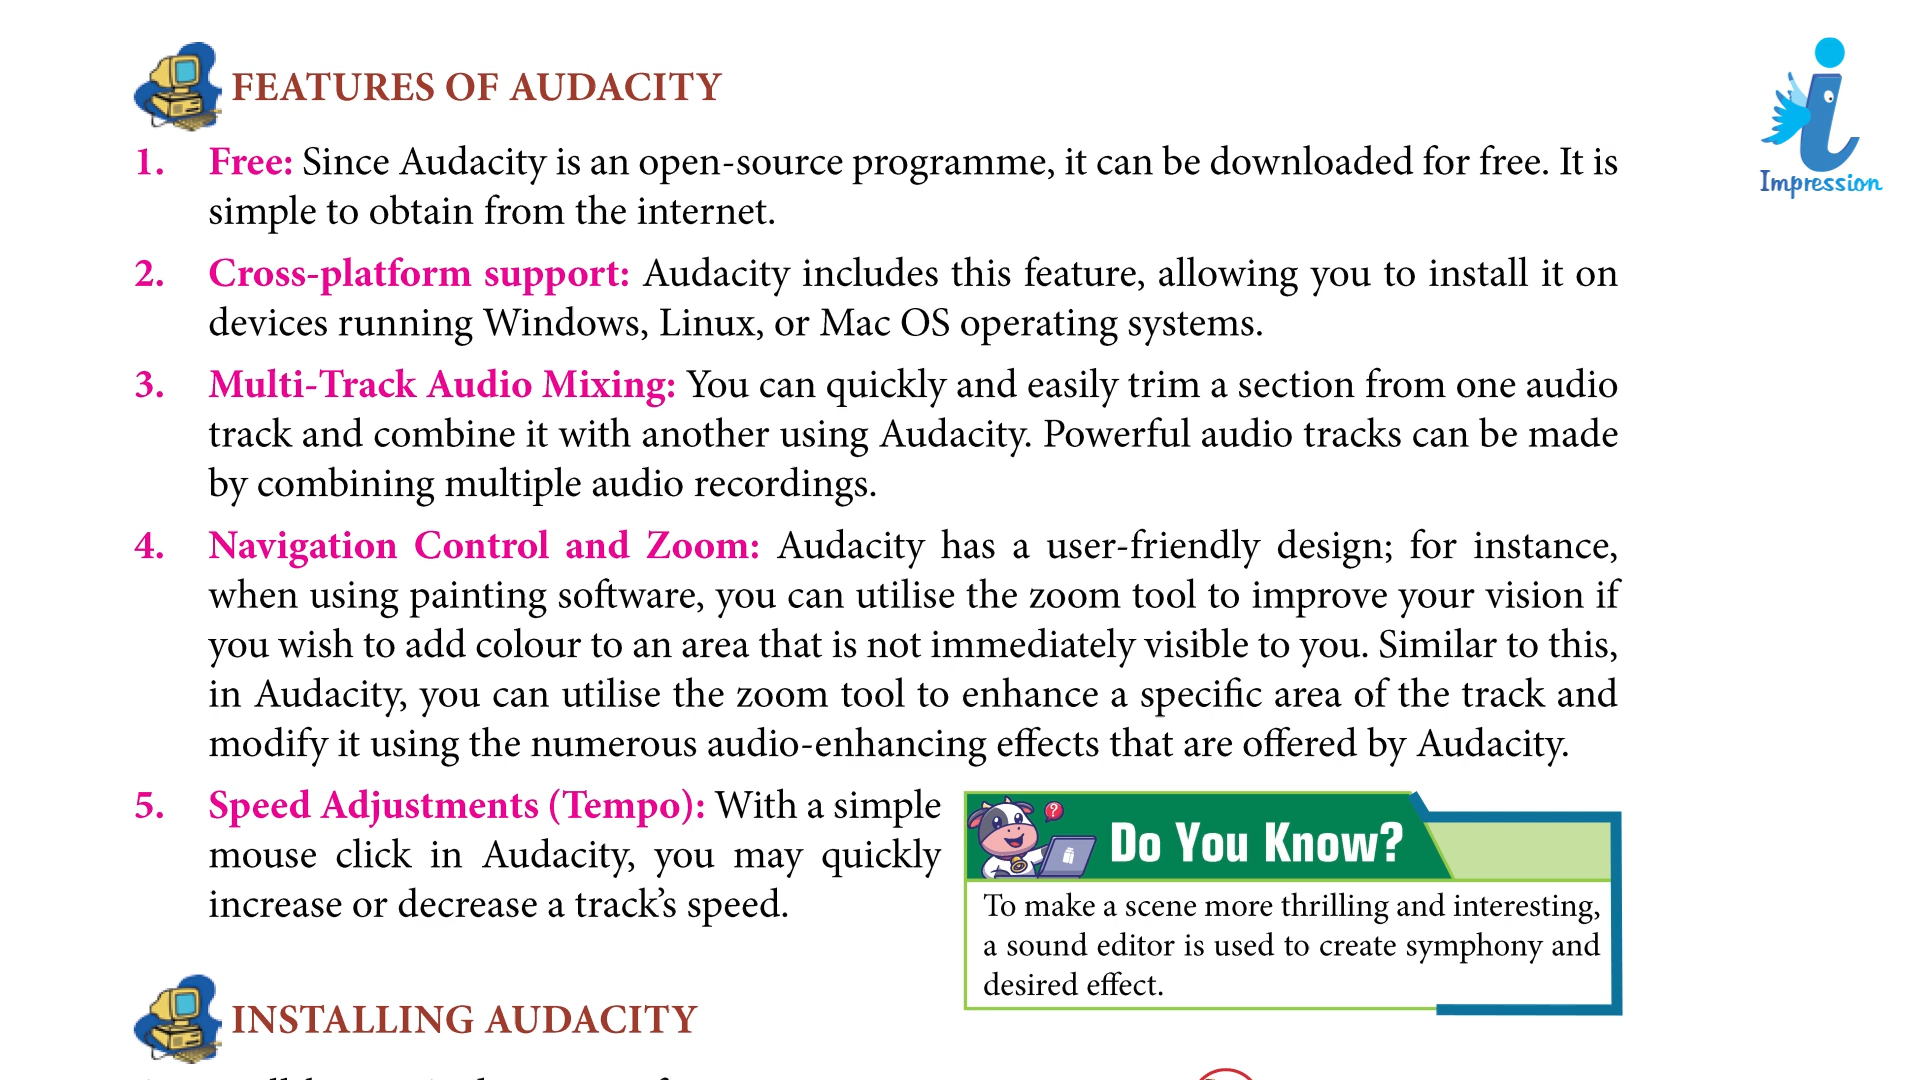 FEATURES OF AUDACITY
Impression
1. Free: Since Audacity is an open-source programme, it can be downloaded for free. It is
simple to obtain from the internet.
2. Cross-platform support: Audacity includes this feature, allowing you to install it on
devices running Windows, Linux, or Mac OS operating systems.
3. Multi-Track Audio Mixing: You can quickly and easily trim a section from one audio
track and combine it with another using Audacity. Powerful audio tracks can be made
by combining multiple audio recordings.
4. Navigation Control and Zoom: Audacity has a user-friendly design; for instance,
when using painting software, you can utilise the zoom tool to improve your vision if
you wish to add colour to an area that is not immediately visible to you. Similar to this,
in Audacity, you can utilise the zoom tool to enhance a specific area of the track and
modify it using the numerous audio-enhancing effects that are offered by Audacity.
5. Speed Adjustments (Tempo): With a simple
mouse click in Audacity, you may quickly
increase or decrease a track’s speed.
?
Do You Know?
To make a scene more thrilling and interesting,
a sound editor is used to create symphony and
desired effect.
INSTALLING AUDACITY